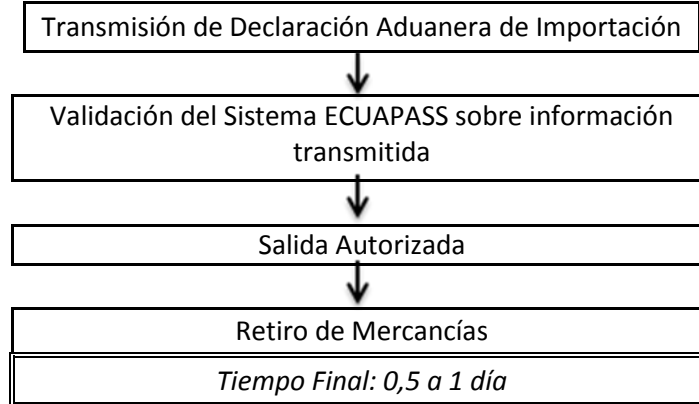 Transmisión de Declaración Aduanera de Importación
Validación del Sistema ECUAPASS sobre información
transmitida
Salida Autorizada
Retiro de Mercancías
Tiempo Final: 0,5 a 1 día